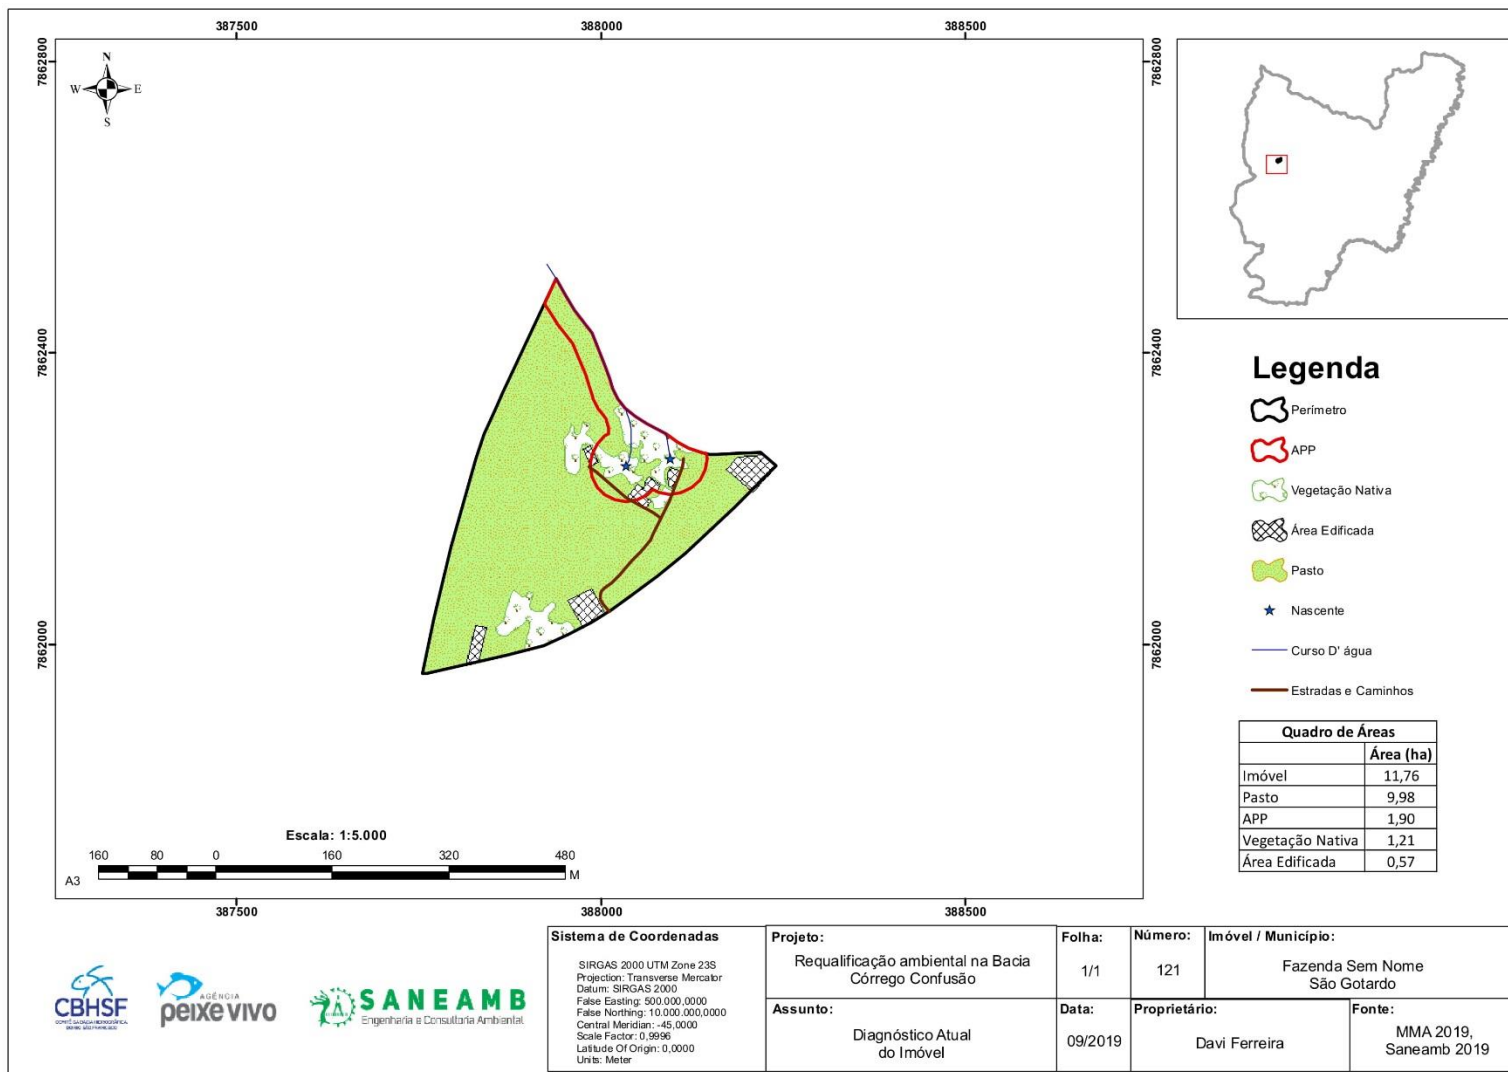 387500
388000
388500
7862800
7862800
N
W
E
S
7862400
7862400
7862000
7862000
Legenda
Perímetro
APP
Vegetação Nativa
Área Edificada
Pasto
Nascente
Curso D' água
Estradas e Caminhos
Quadro de Áreas
Área (ha)
Imóvel 11,76
Pasto 9,98
APP 1,90
Vegetação Nativa 1,21
Área Edificada 0,57
Escala: 1:5.000
160 80 0 160 320 480
M
A3
387500
388000
388500
CBHSF
AGÊNCIA
peixe vivo
SANEAMB
Engenharia e Consultoria Ambiental
Sistema de Coordenadas
SIRGAS 2000 UTM Zone 23S
Projection: Transverse Mercator
Datum: SIRGAS 2000
False Easting: 500.000,0000
False Northing: 10.000.000,0000
Central Meridian: -45,0000
Scale Factor: 0,9996
Latitude Of Origin: 0,0000
Units: Meter
Projeto:
Requalificação ambiental na Bacia
Córrego Confusão
Folha:
1/1
Número:
121
Imóvel / Município:
Fazenda Sem Nome
São Gotardo
Assunto:
Diagnóstico Atual
do Imóvel
Data:
09/2019
Proprietário:
Davi Ferreira
Fonte:
MMA 2019,
Saneamb 2019